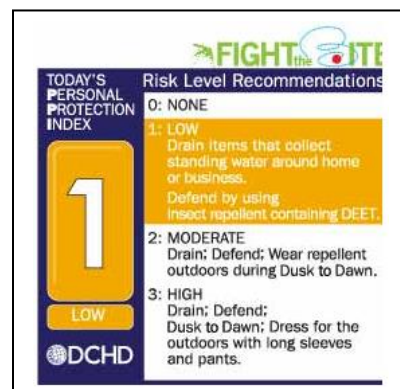 FIGHT the BITE
TODAY'S
PERSONAL
PROTECTION
INDEX
1
LOW
DCHD
Risk Level Recommendations
0: NONE
1: LOW
Drain items that collect
standing water around home
or business.
Defend by using
Insect repellent containing DEET.
2: MODERATE
Drain; Defend; Wear repellent
outdoors during Dusk to Dawn.
3: HIGH
Drain; Defend;
Dusk to Dawn; Dress for the
outdoors with long sleeves
and pants.